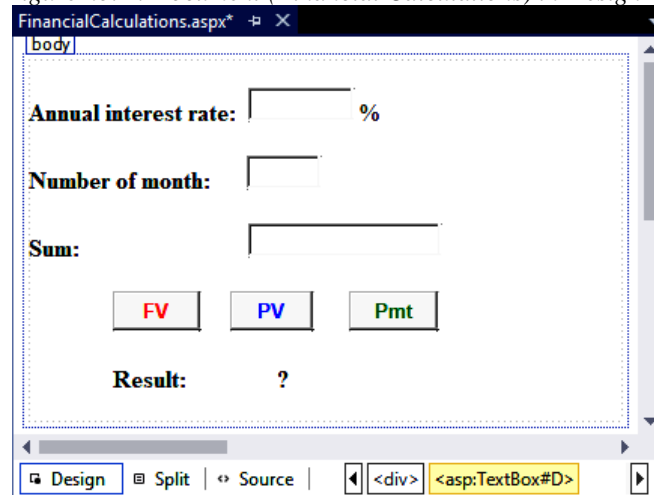 FinancialCalculations.aspx*
body
Annual interest rate: %
Number of month:
Sum:
FV PV Pmt
Result: ?
Design Split Source <div> <asp:TextBox#D>